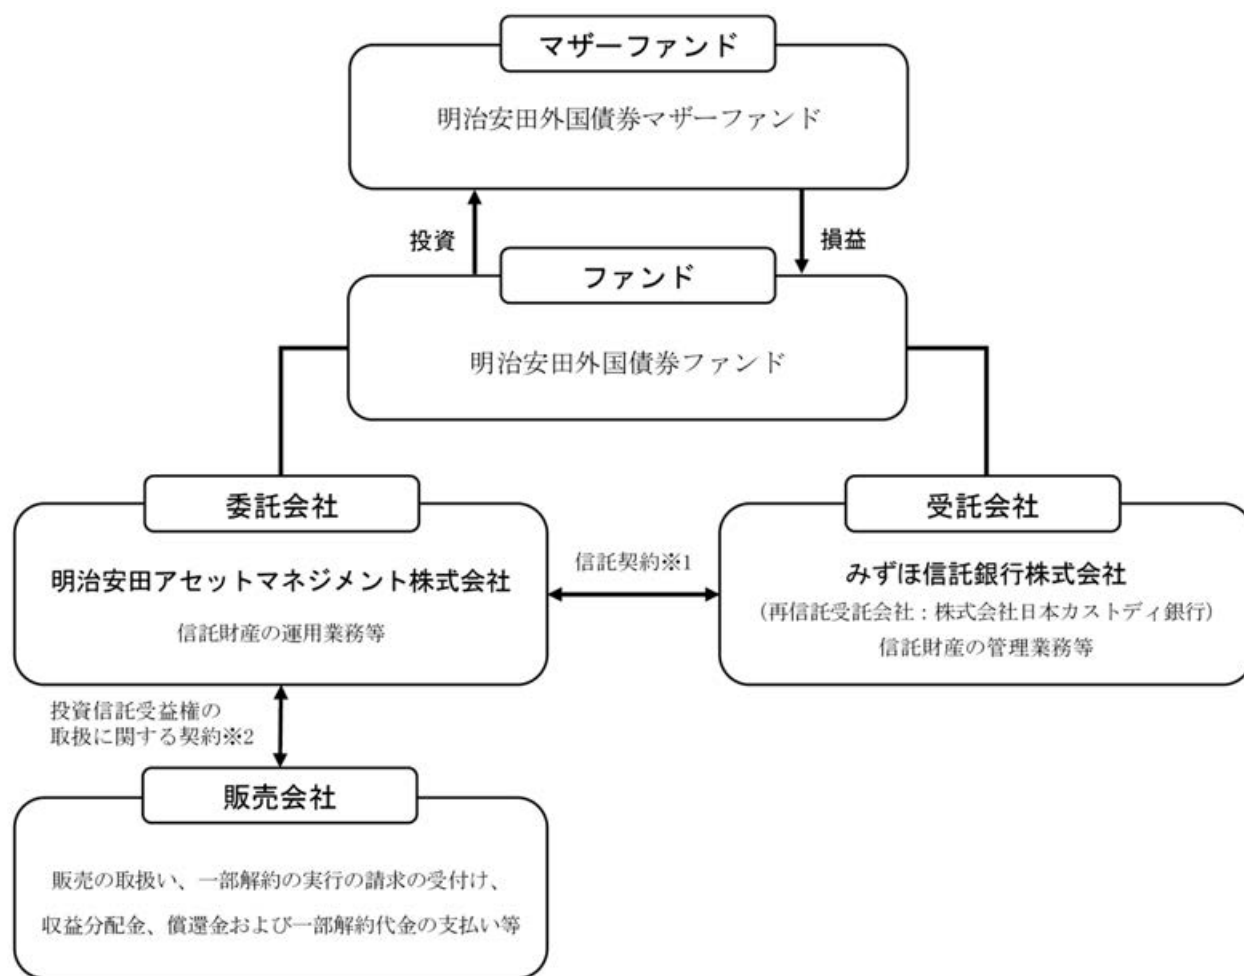 マザーファンド
明治安田外国債券マザーファンド
投資
損益
ファンド
明治安田外国債券ファンド
委託会社
明治安田アセットマネジメント株式会社
信託財産の運用業務等
信託契約※1
受託会社
みずほ信託銀行株式会社
(再信託受託会社:株式会社日本カストディ銀行)
信託財産の管理業務等
投資信託受益権の
取扱に関する契約※2
販売会社
販売の取扱い、一部解約の実行の請求の受付け、
収益分配金、償還金および一部解約代金の支払い等